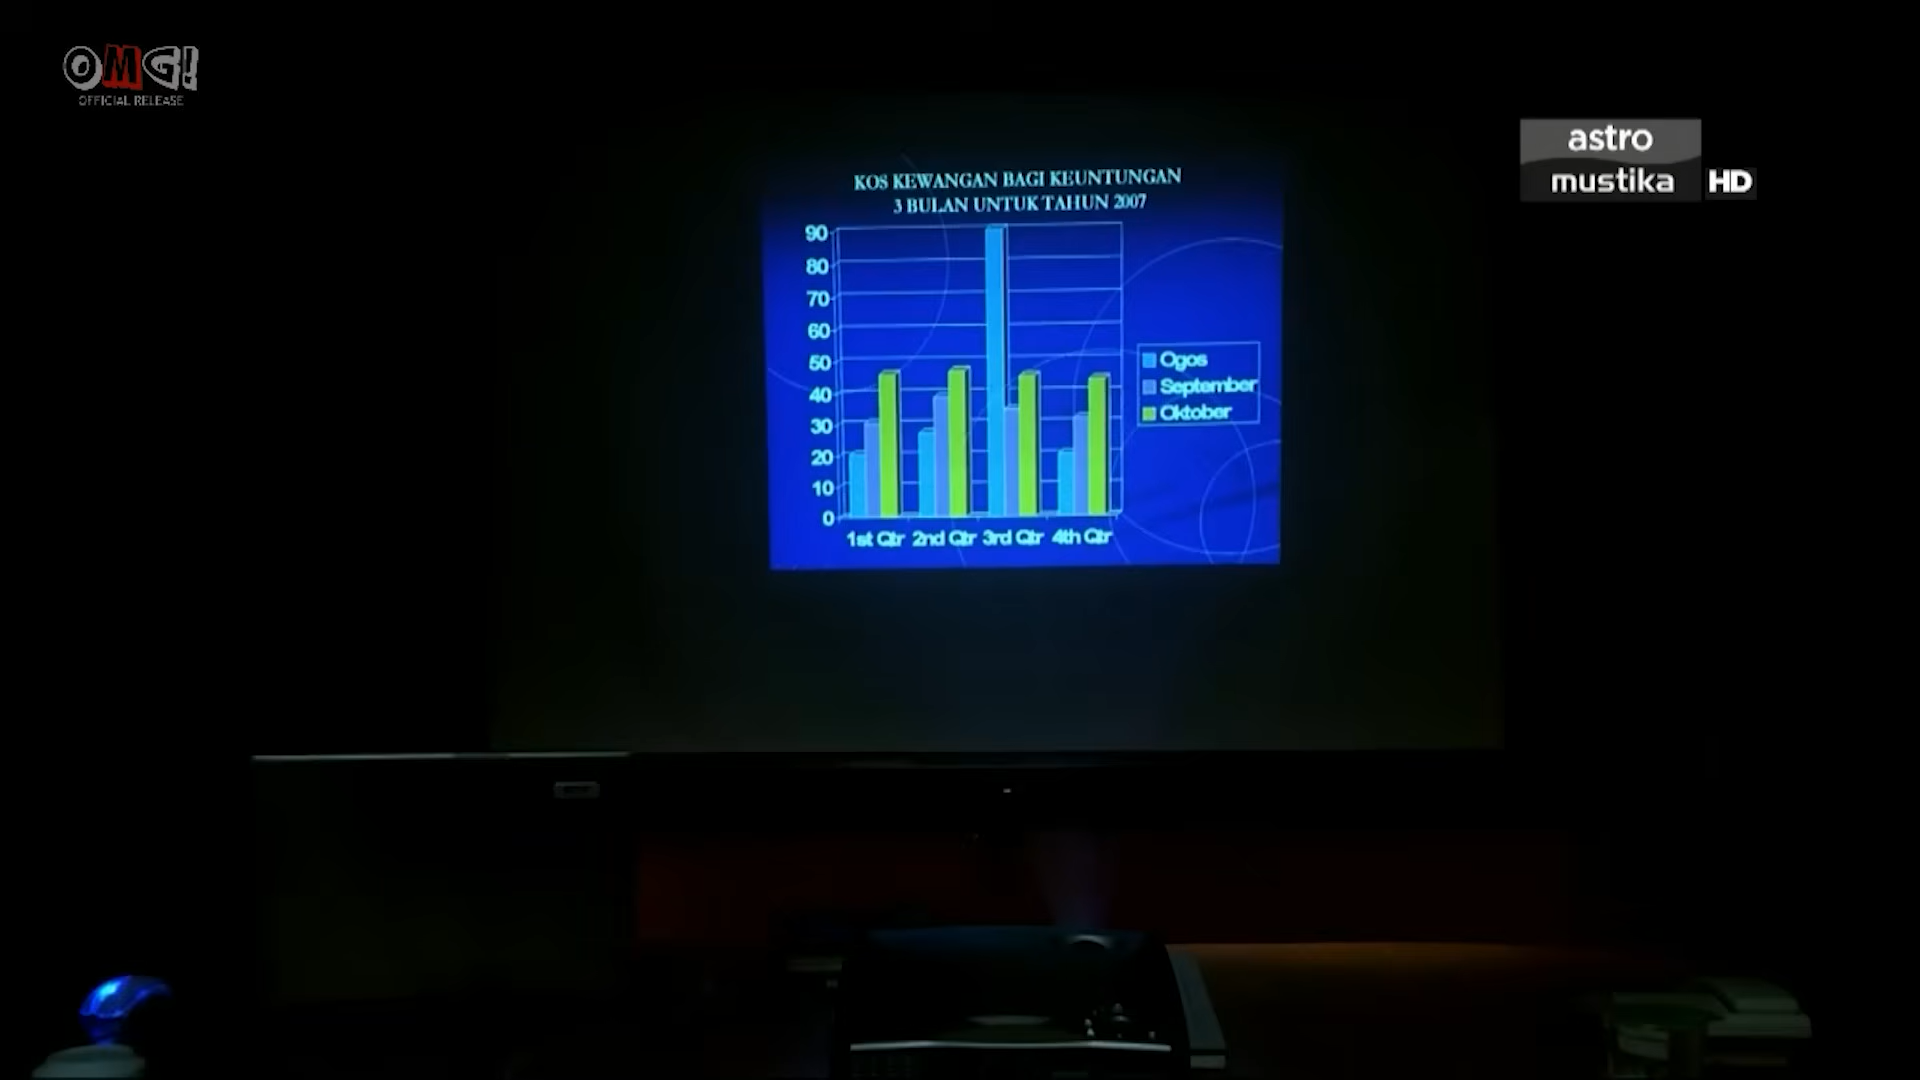 OMG!
OFFICIAL RELEASE
astro
mustika HD
KOS KEWANGAN BAGI KEUNTUNGAN
3 BULAN UNTUK TAHUN 2007
90
80
70
60
50
40
30
20
10
0
1st Qtr 2nd Qtr 3rd Qtr 4th Qtr
Ogos
September
Oktober